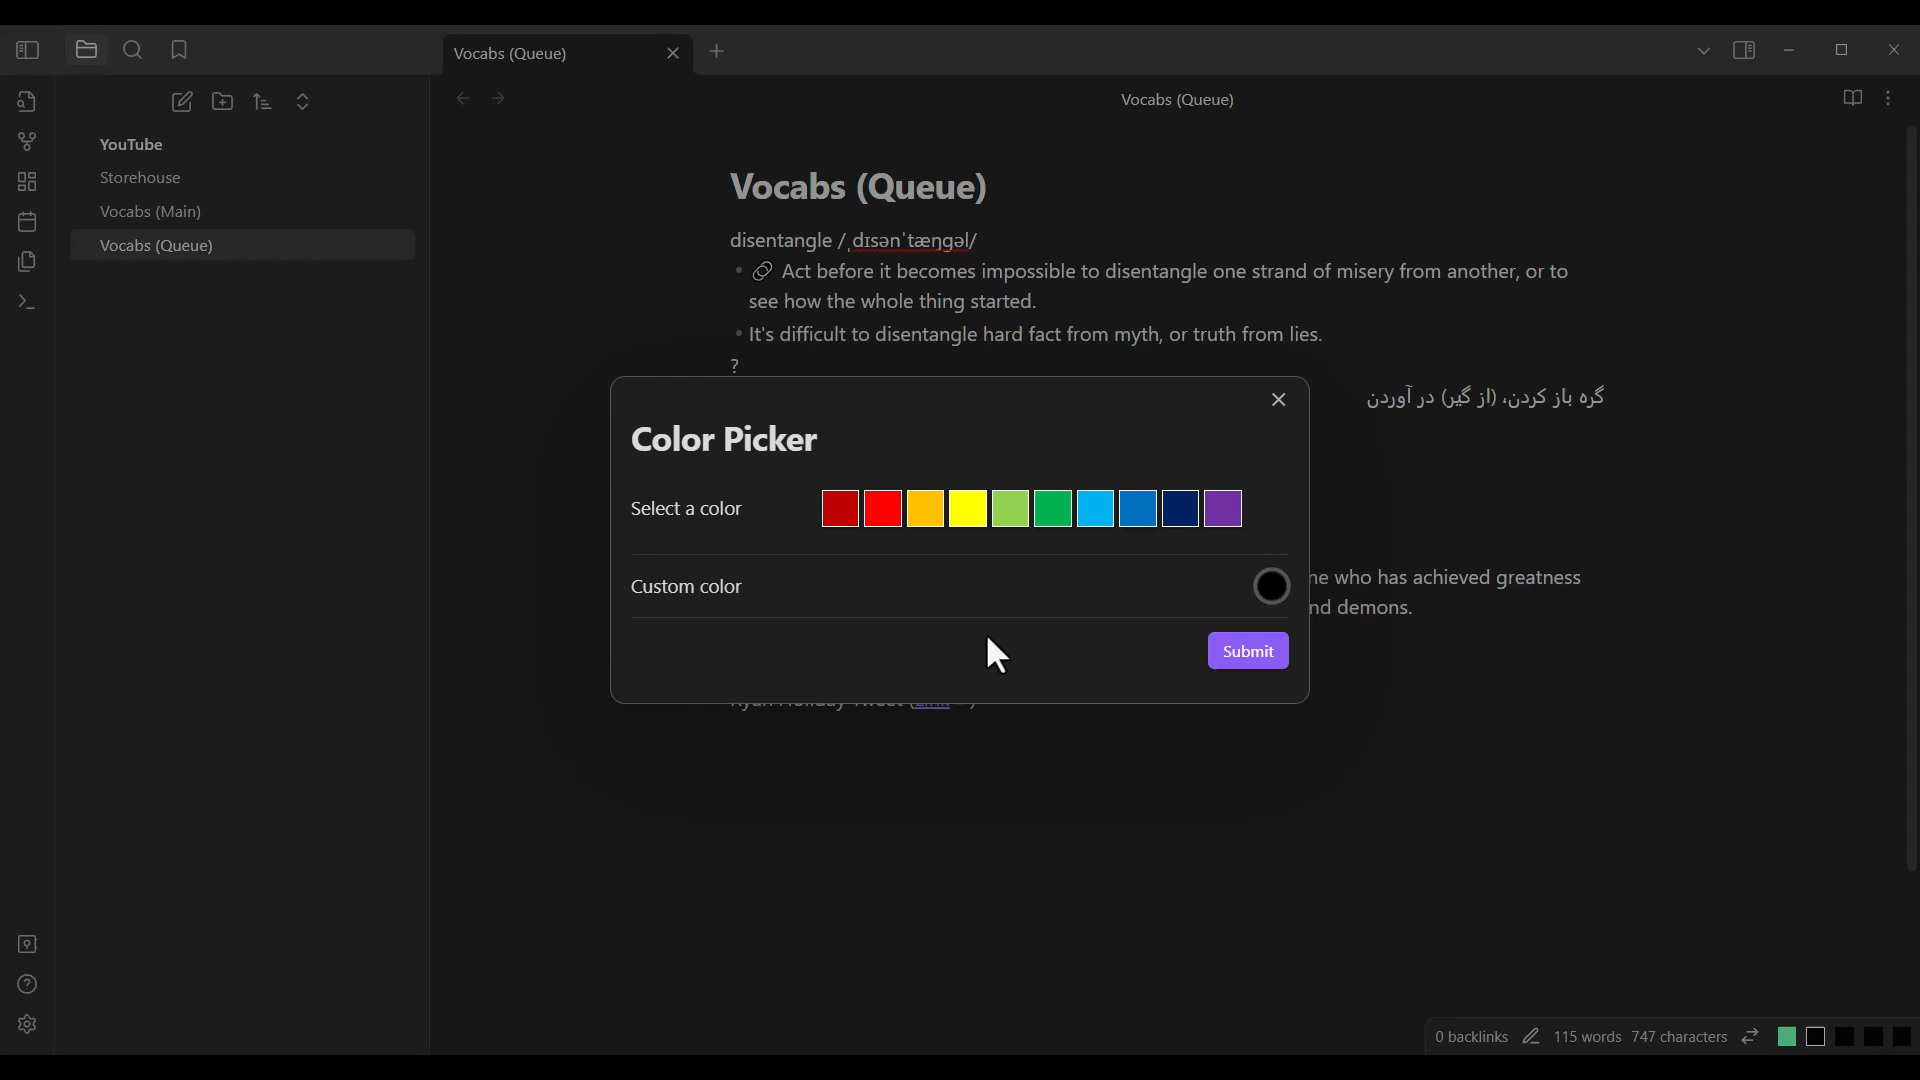 Vocabs (Queue)
Vocabs (Queue)
YouTube
Storehouse
Vocabs (Main)
Vocabs (Queue)
Vocabs (Queue)
disentangle /ˌdɪsənˈtæŋgəl/
Act before it becomes impossible to disentangle one strand of misery from another, or to
see how the whole thing started.
It's difficult to disentangle hard fact from myth, or truth from lies.
?
گره باز کردن، (از گیر) در آوردن
Color Picker
Select a color
Custom color
who has achieved greatness
demons.
Submit
0 backlinks 115 words 747 characters